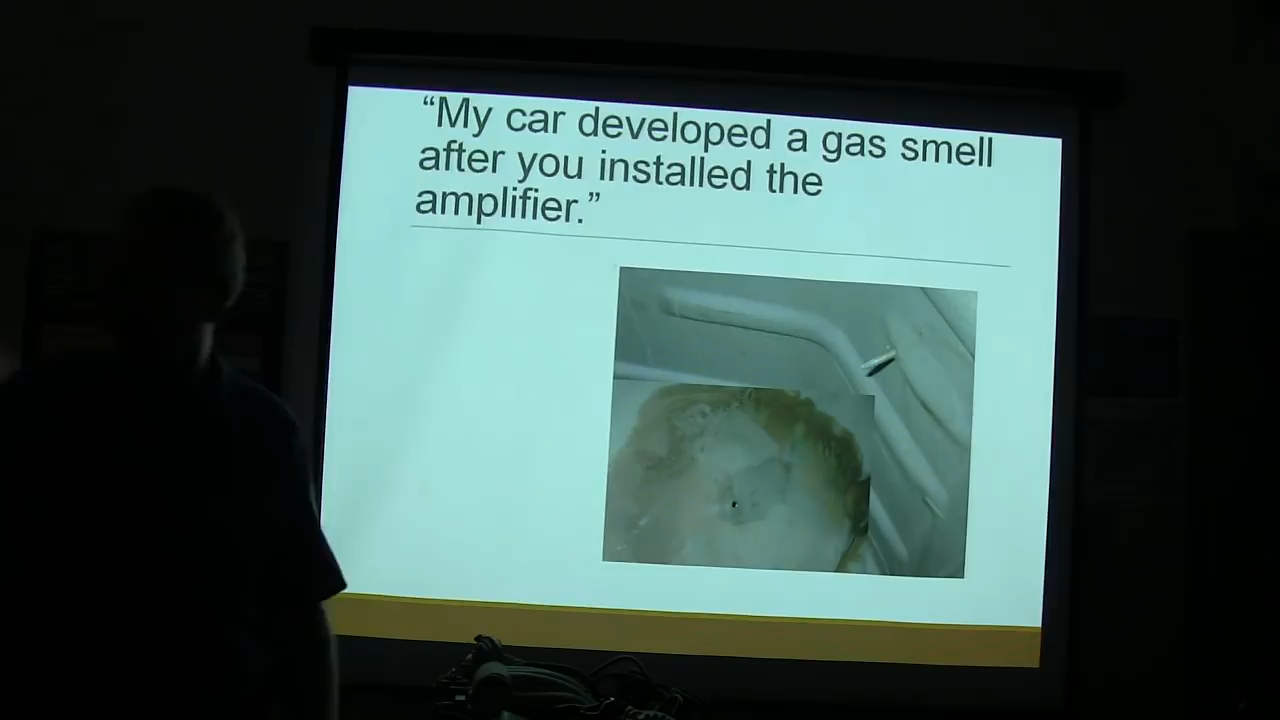 “My car developed a gas smell
after you installed the
amplifier.”